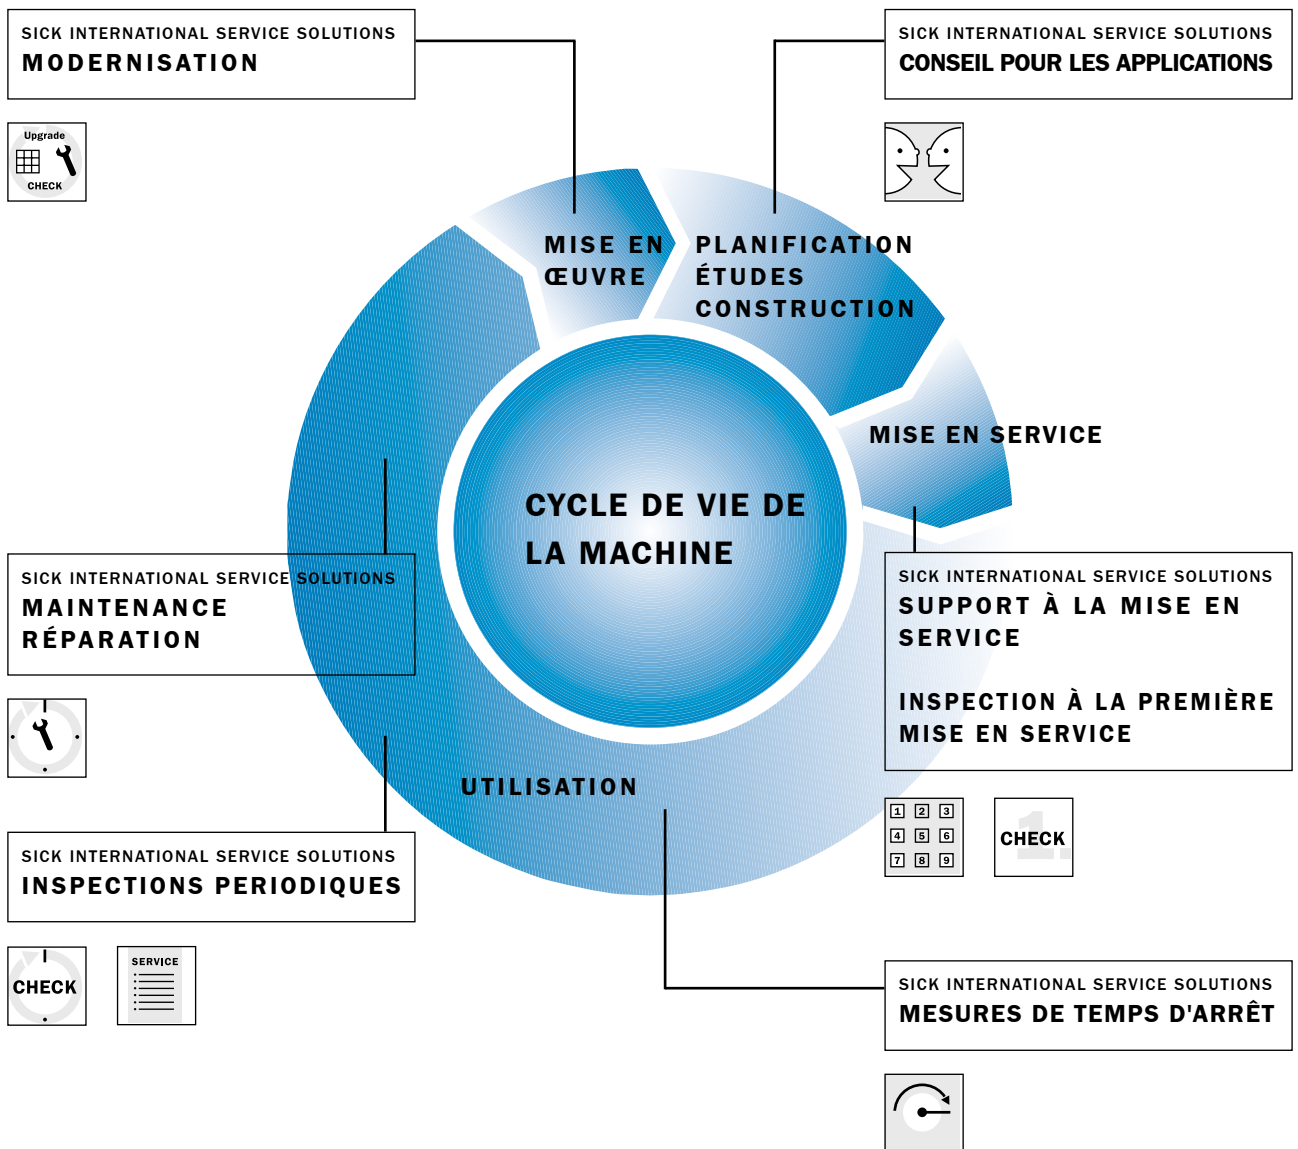 SICK INTERNATIONAL SERVICE SOLUTIONS
MODERNISATION
Upgrade
CHECK
SICK INTERNATIONAL SERVICE SOLUTIONS
CONSEIL POUR LES APPLICATIONS
MISE EN
ŒUVRE
PLANIFICATION
ÉTUDES
CONSTRUCTION
MISE EN SERVICE
CYCLE DE VIE DE
LA MACHINE
SICK INTERNATIONAL SERVICE SOLUTIONS
MAINTENANCE
RÉPARATION
SICK INTERNATIONAL SERVICE SOLUTIONS
SUPPORT À LA MISE EN
SERVICE
INSPECTION À LA PREMIÈRE
MISE EN SERVICE
UTILISATION
1 2 3
4 5 6
7 8 9
1.
CHECK
SICK INTERNATIONAL SERVICE SOLUTIONS
INSPECTIONS PERIODIQUES
CHECK
SERVICE
SICK INTERNATIONAL SERVICE SOLUTIONS
MESURES DE TEMPS D'ARRÊT